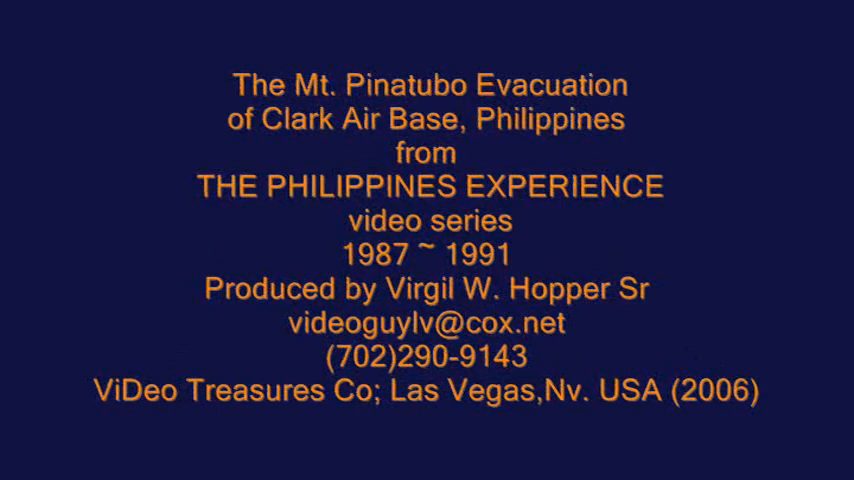 The Mt. Pinatubo Evacuation
of Clark Air Base, Philippines
from
THE PHILIPPINES EXPERIENCE
video series
1987 ~ 1991
Produced by Virgil W. Hopper Sr
videoguylv@cox.net
(702)290-9143
ViDeo Treasures Co; Las Vegas,Nv. USA (2006)